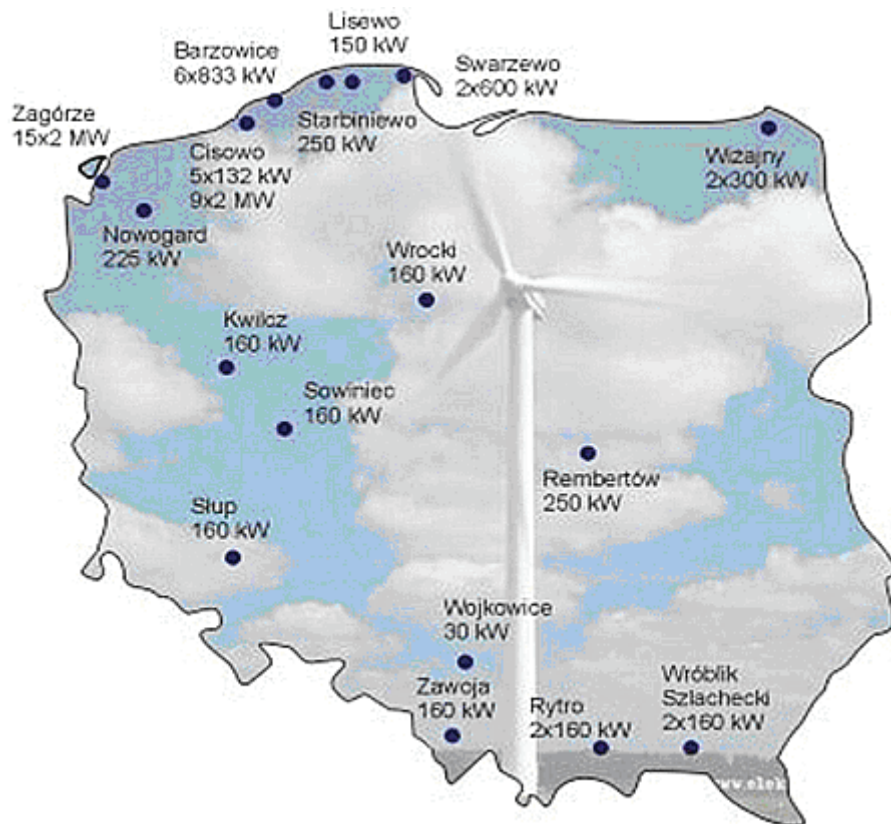 Lisewo
150 kW
Barzowice
6x833 kW
Swarzewo
2x600 kW
Zagórze
15x2 MW
Starbiniewo
250 kW
Cisowo
5x132 kW
9x2 MW
Wizajny
2x300 kW
Nowogard
225 kW
Wrocki
160 kW
Kwilcz
160 kW
Sowiniec
160 kW
Rembertów
250 kW
Słup
160 kW
Wojkowice
30 kW
Zawoja
160 kW
Rytro
2x160 kW
Wróblik
Szlachecki
2x160 kW